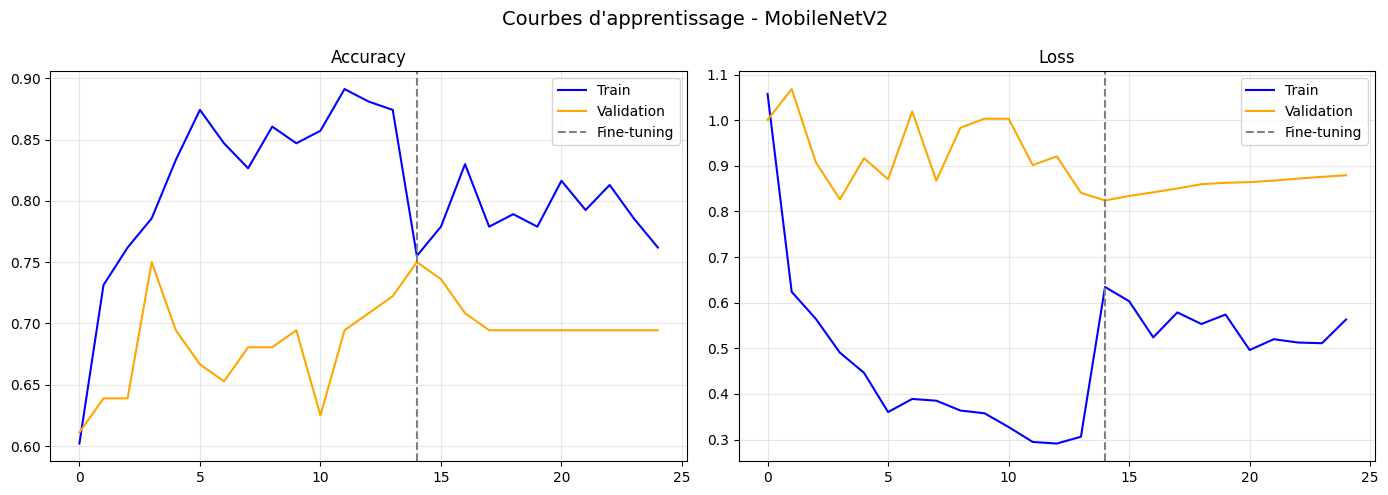 Courbes d'apprentissage - MobileNetV2
Accuracy
0.90
0.85
0.80
0.75
0.70
0.65
0.60
0 5 10 15 20 25
Train
Validation
Fine-tuning
Loss
1.1
1.0
0.9
0.8
0.7
0.6
0.5
0.4
0.3
0 5 10 15 20 25
Train
Validation
Fine-tuning